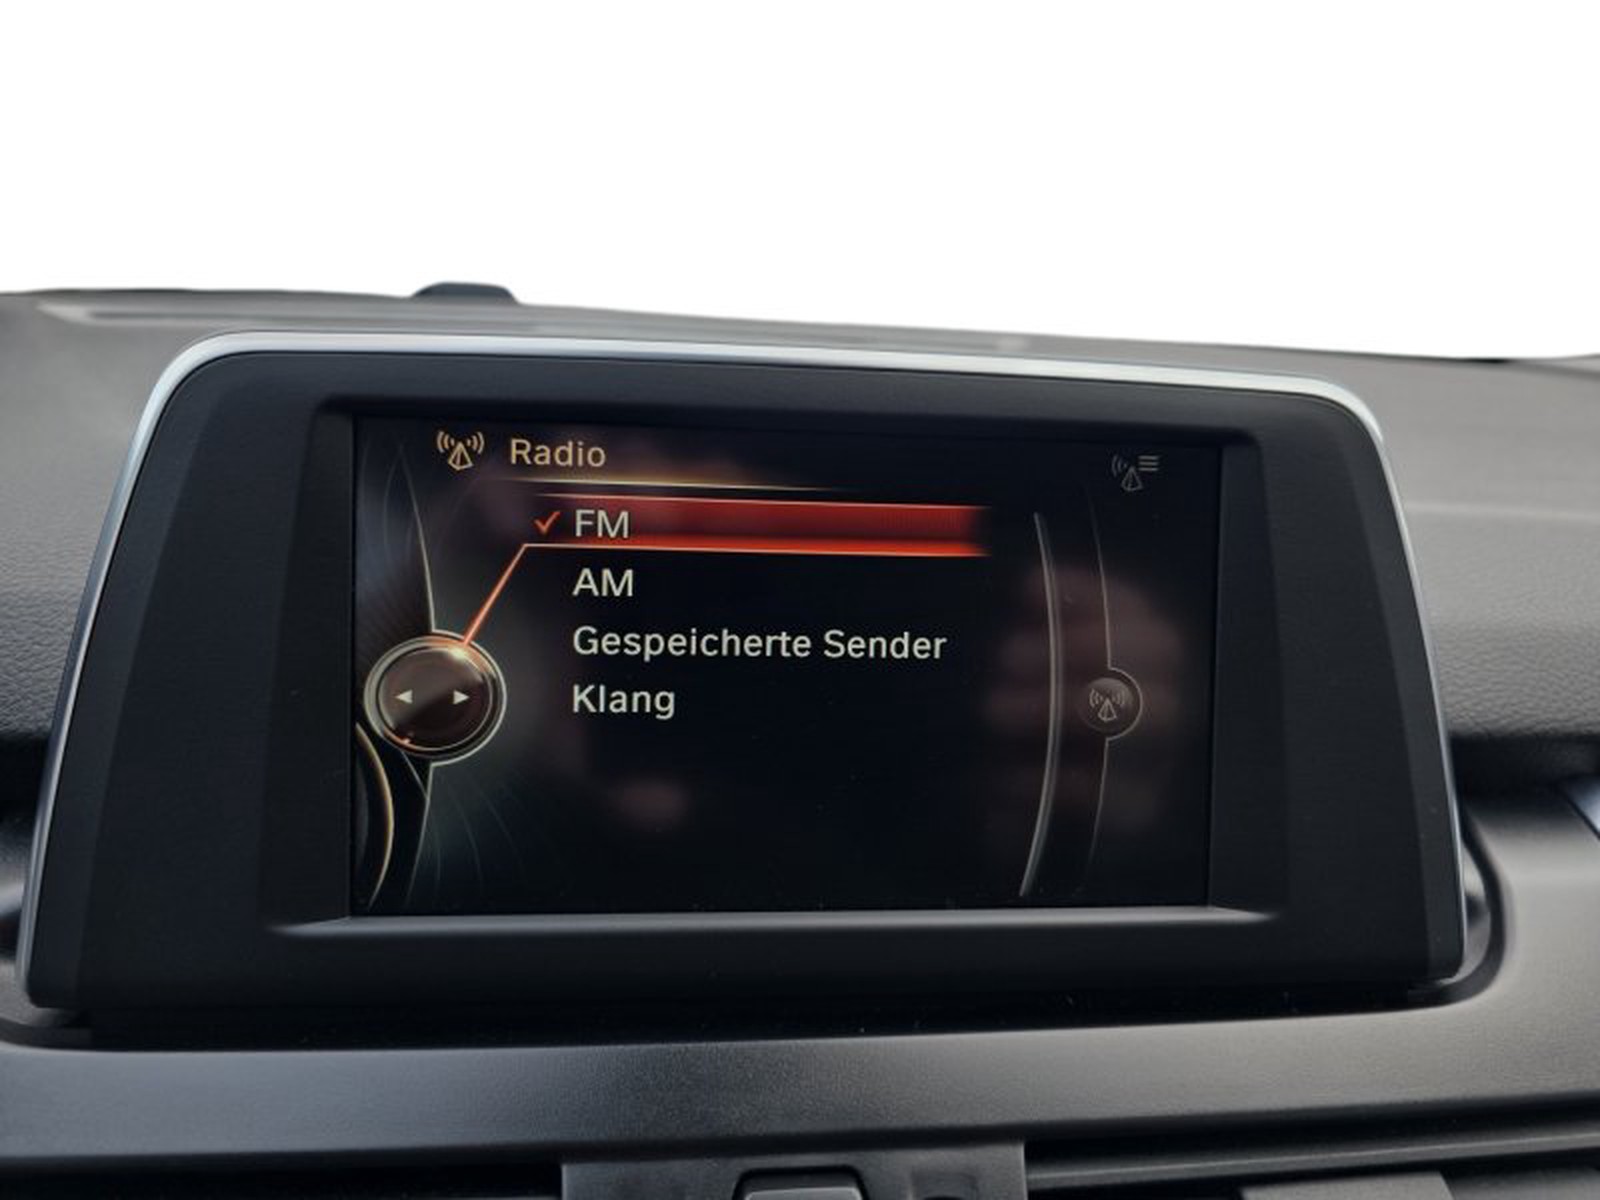 Radio
FM
AM
Gespeicherte Sender
Klang